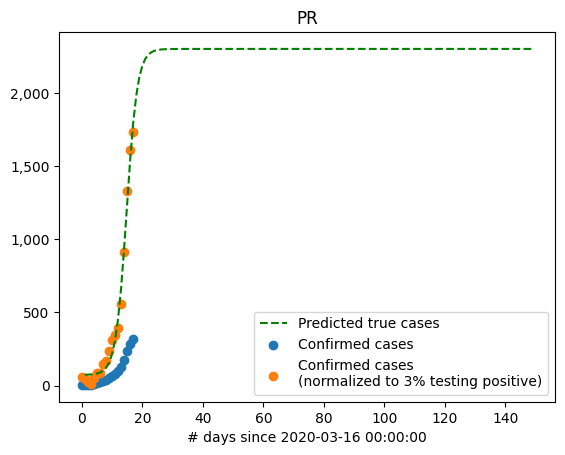 PR
2,000
1,500
1,000
500
0
Predicted true cases
Confirmed cases
Confirmed cases
(normalized to 3% testing positive)
0 20 40 60 80 100 120 140
# days since 2020-03-16 00:00:00